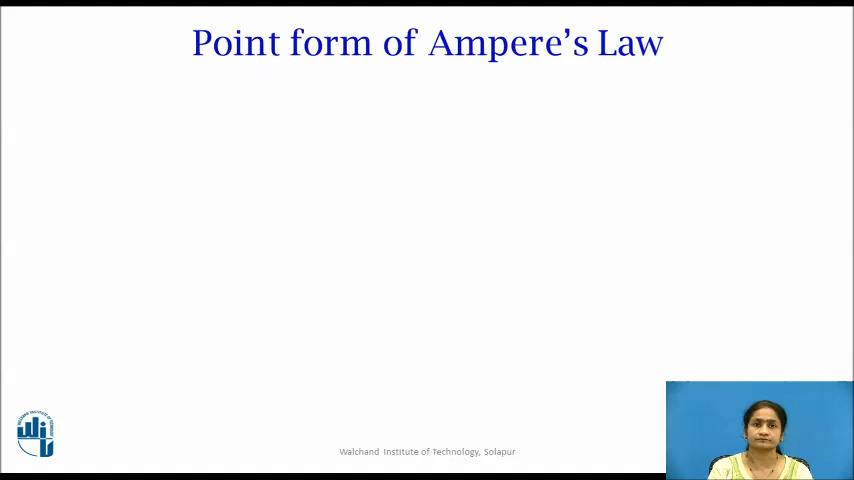 Point form of Ampere's Law
Walchand Institute of Technology, Solapur